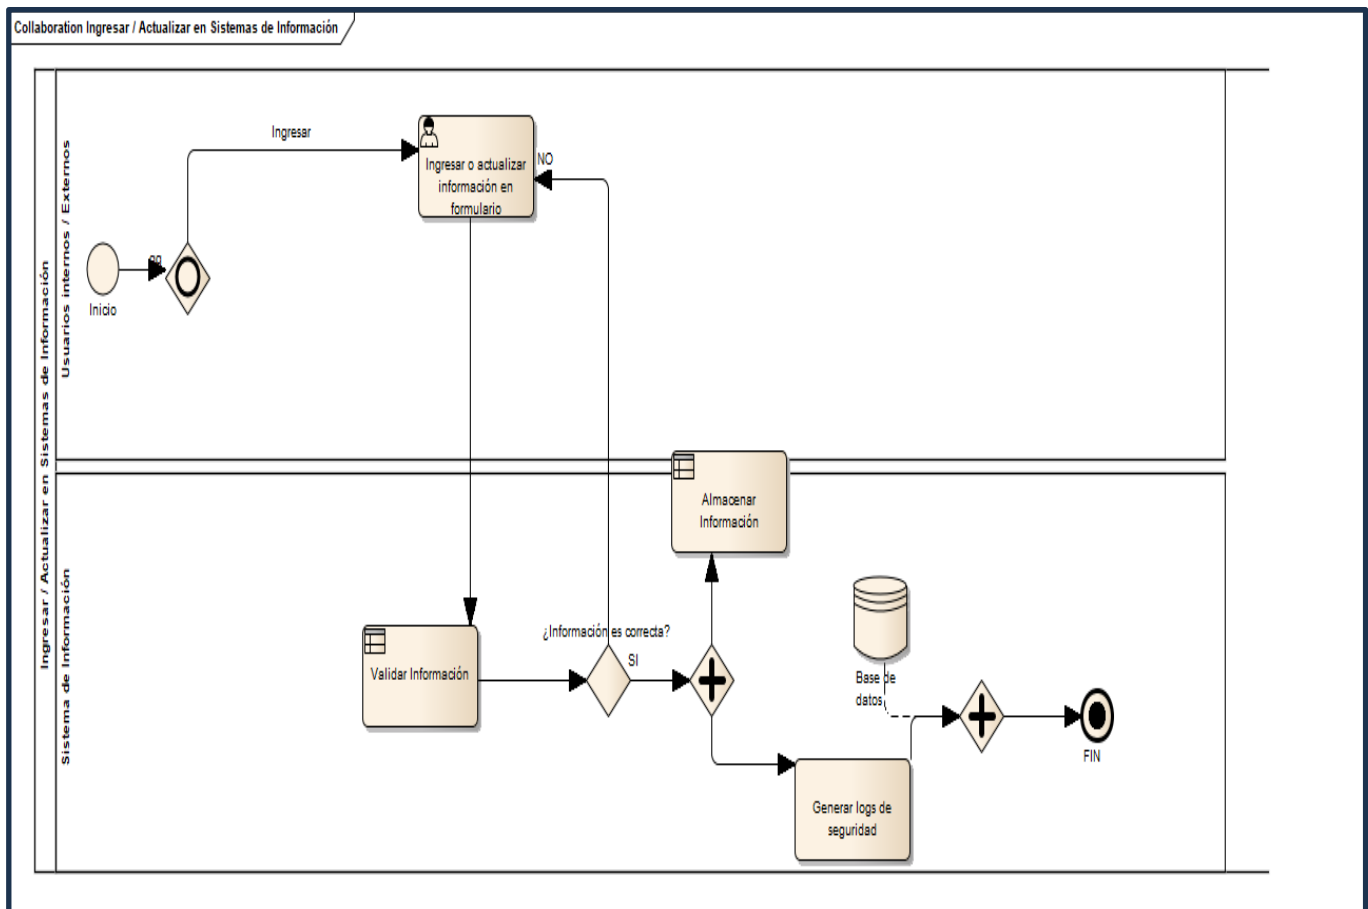 Collaboration Ingresar / Actualizar en Sistemas de Información
Ingresar / Actualizar en Sistemas de Información
Usuarios internos / Externos
Ingresar
Ingresar o actualizar
información en
formulario
NO
Inicio
Sistema de Información
Almacenar
Información
Validar Información
¿Información es correcta?
SI
Base de
datos
Generar logs de
seguridad
FIN